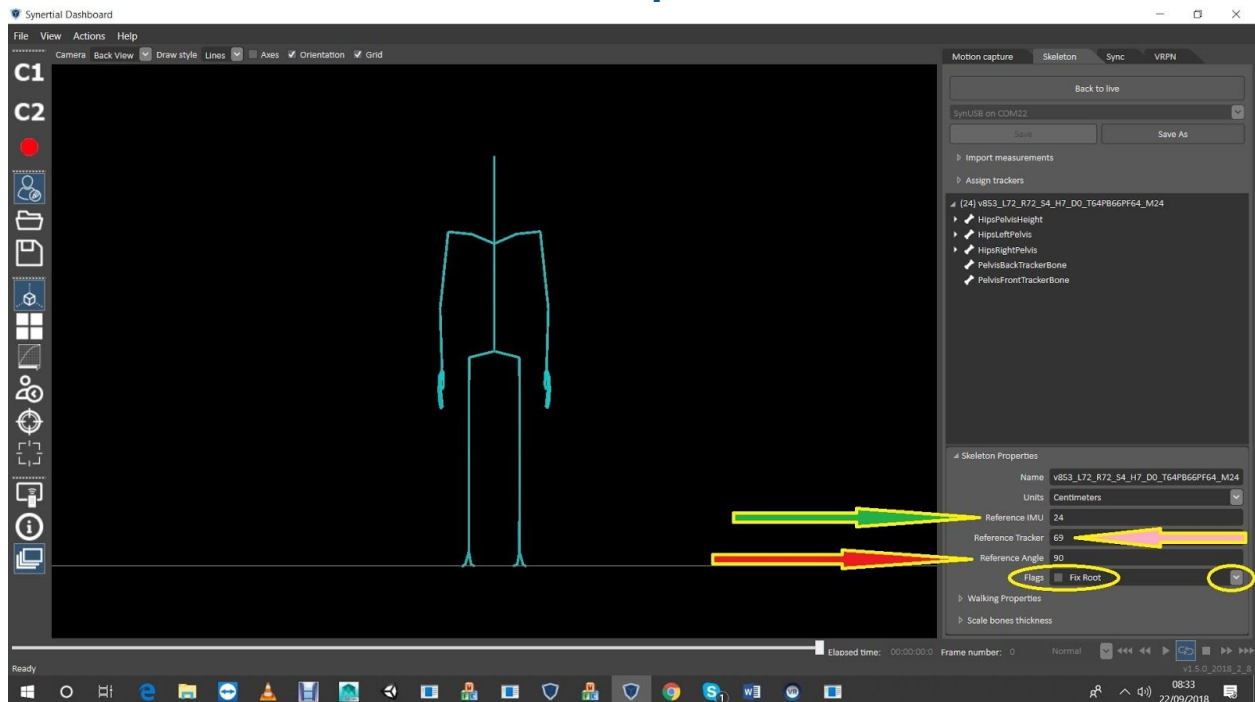 Synertial Dashboard
File View Actions Help
Camera Back View Draw style Lines Axes Orientation Grid
Motion capture Skeleton Sync VRPN
C1
C2
Back to live
SynUSB on COM22
Save Save As
Import measurements
Assign trackers
(24) v853_L72_R72_S4_H7_D0_T64PB66PF64_M24
HipsPelvisHeight
HipsLeftPelvis
HipsRightPelvis
PelvisBackTrackerBone
PelvisFrontTrackerBone
Skeleton Properties
Name v853_L72_R72_S4_H7_D0_T64PB66PF64_M24
Units Centimeters
Reference IMU 24
Reference Tracker 69
Reference Angle 90
Flags Fix Root
Walking Properties
Scale bones thickness
Elapsed time: 00:00:00:0 Frame number: 0 Normal
Ready
v1.5.0_2018_2_8
08:33
22/09/2018